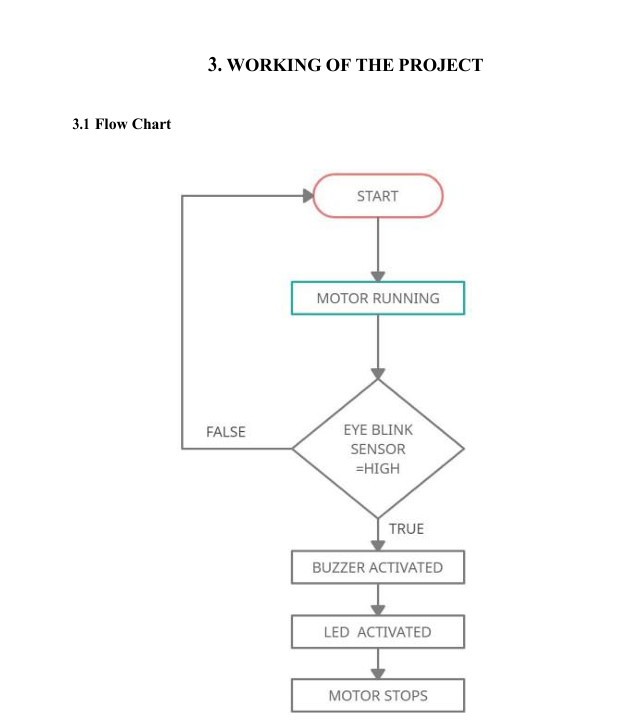 3. WORKING OF THE PROJECT
3.1 Flow Chart
START
MOTOR RUNNING
FALSE
EYE BLINK
SENSOR
=HIGH
TRUE
BUZZER ACTIVATED
LED ACTIVATED
MOTOR STOPS